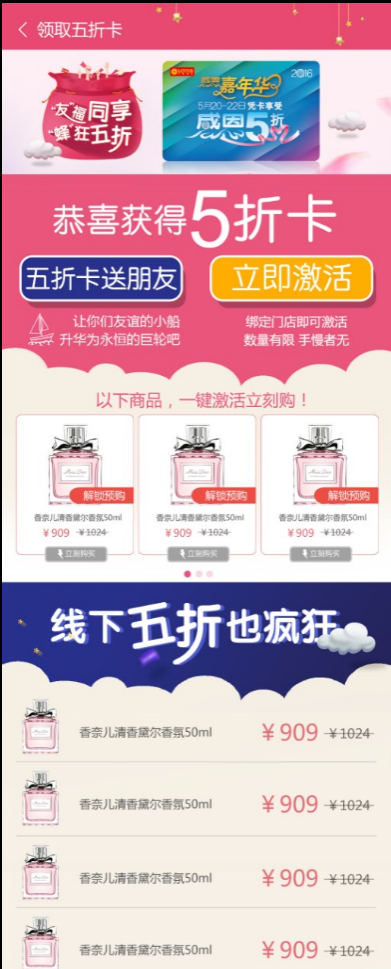 领取五折卡
“友”福同享
“蜂”狂五折
感恩嘉年华
2016
5月20-22日 凭卡享受
感恩5折
恭喜获得5折卡
五折卡送朋友
立即激活
让你们友谊的小船
升华为永恒的巨轮吧
绑定门店即可激活
数量有限 手慢者无
以下商品，一键激活立刻购！
解锁预购
解锁预购
解锁预购
香奈儿清香黛尔香氛50ml
香奈儿清香黛尔香氛50ml
香奈儿清香黛尔香氛50ml
￥909 ￥1024
￥909 ￥1024
￥909 ￥1024
立刻购买
立刻购买
立刻购买
线下五折也疯狂
香奈儿清香黛尔香氛50ml ￥909 ￥1024
香奈儿清香黛尔香氛50ml ￥909 ￥1024
香奈儿清香黛尔香氛50ml ￥909 ￥1024
香奈儿清香黛尔香氛50ml ￥909 ￥1024